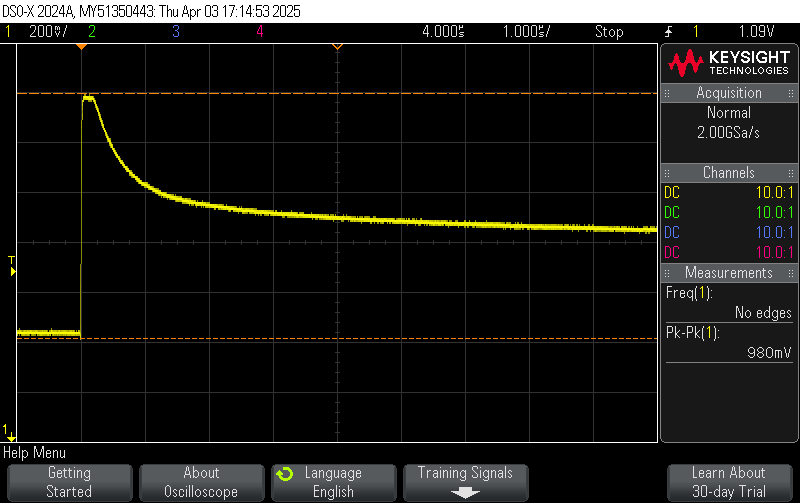 DSO-X 2024A, MY51350443: Thu Apr 03 17:14:53 2025
1 200▿/ 2 3 4 4.000▿ 1.000▿/ Stop 1 1.09V
KEYSIGHT
TECHNOLOGIES
Acquisition
Normal
2.00GSa/s
Channels
DC 10.0:1
DC 10.0:1
DC 10.0:1
DC 10.0:1
T
Measurements
Freq(1):
No edges
Pk-Pk(1):
980mV
1
Help Menu
Getting
Started
About
Oscilloscope
Language
English
Training Signals
Learn About
30-day Trial